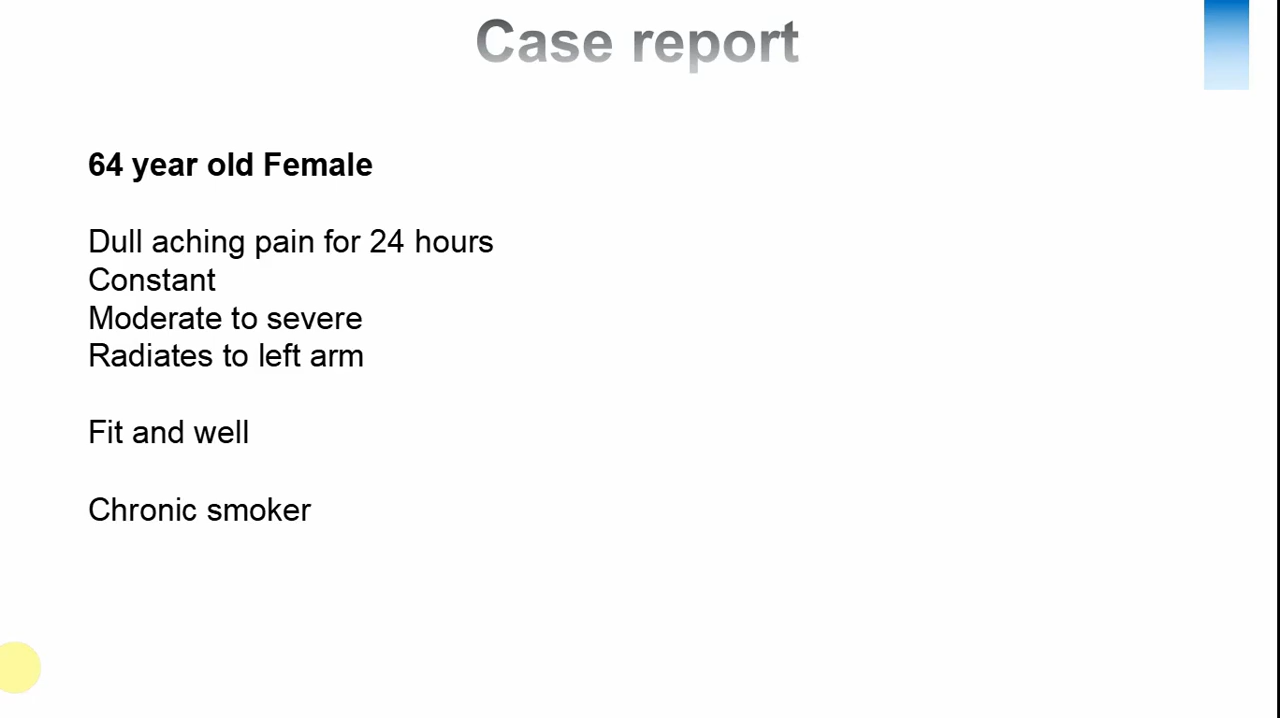 Case report
64 year old Female
Dull aching pain for 24 hours
Constant
Moderate to severe
Radiates to left arm
Fit and well
Chronic smoker